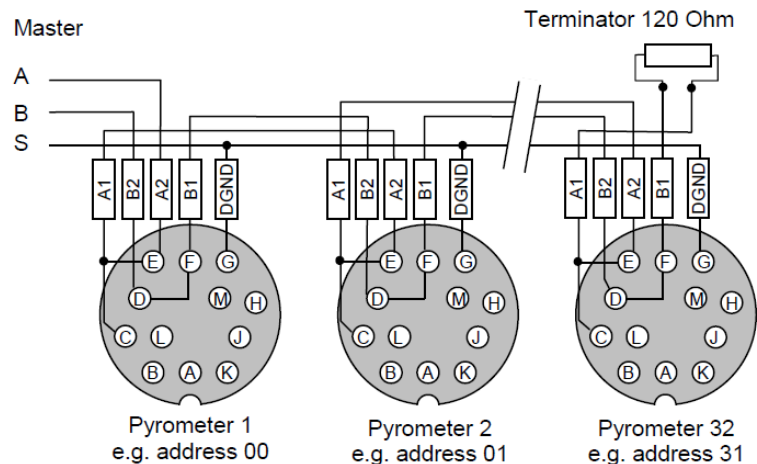 Master
Terminator 120 Ohm
A
B
S
A1 B2 A2 B1 DGND
A1 B2 A2 B1 DGND
A1 B2 A2 B1 DGND
E F G
D M H
C L J
B A K
E F G
D M H
C L J
B A K
E F G
D M H
C L J
B A K
Pyrometer 1
e.g. address 00
Pyrometer 2
e.g. address 01
Pyrometer 32
e.g. address 31